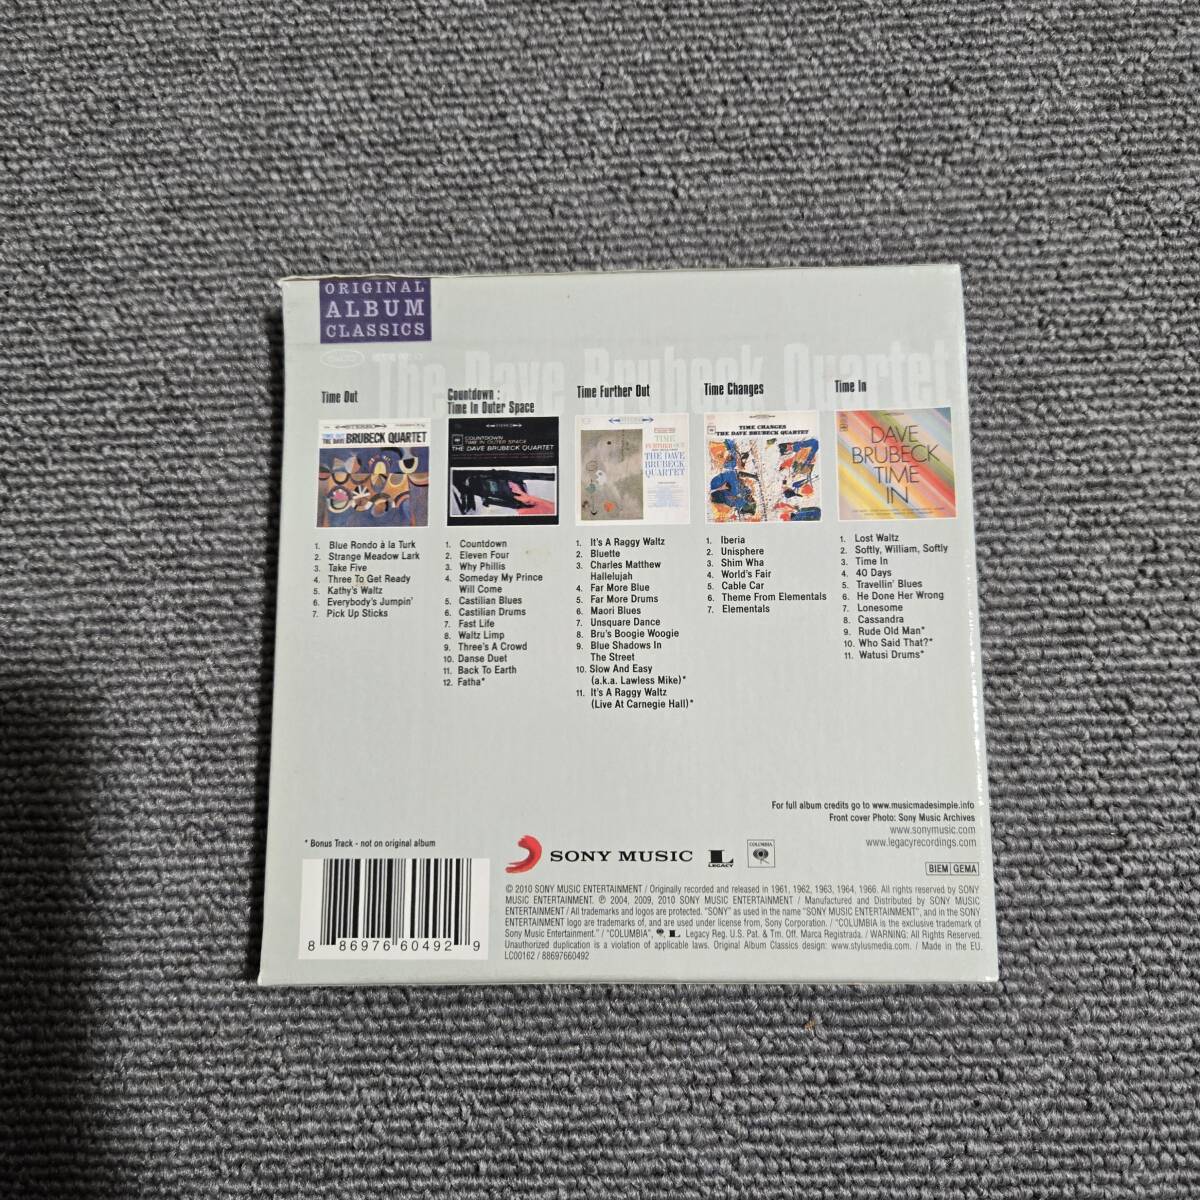 ORIGINAL
ALBUM
CLASSICS
The Dave Brubeck Quartet
Time Out
STEREO
TIME OUT
THE DAVE BRUBECK QUARTET
1. Blue Rondo à la Turk
2. Strange Meadow Lark
3. Take Five
4. Three To Get Ready
5. Kathy's Waltz
6. Everybody's Jumpin'
7. Pick Up Sticks
Countdown :
Time In Outer Space
COUNTDOWN
TIME IN OUTER SPACE
THE DAVE BRUBECK QUARTET
1. Countdown
2. Eleven Four
3. Why Phillis
4. Someday My Prince
Will Come
5. Castilian Blues
6. Castilian Drums
7. Fast Life
8. Waltz Limp
9. Three's A Crowd
10. Danse Duet
11. Back To Earth
12. Fatha*
Time Further Out
TIME
FURTHER OUT
THE DAVE
BRUBECK
QUARTET
1. It's A Raggy Waltz
2. Bluette
3. Charles Matthew
Hallelujah
4. Far More Blue
5. Far More Drums
6. Maori Blues
7. Unsquare Dance
8. Bru's Boogie Woogie
9. Blue Shadows In
The Street
10. Slow And Easy
(a.k.a. Lawless Mike)*
11. It's A Raggy Waltz
(Live At Carnegie Hall)*
Time Changes
TIME CHANGES
THE DAVE BRUBECK QUARTET
1. Iberia
2. Unisphere
3. Shim Wha
4. World's Fair
5. Cable Car
6. Theme From Elementals
7. Elementals
Time In
DAVE
BRUBECK
TIME
IN
1. Lost Waltz
2. Softly, William, Softly
3. Time In
4. 40 Days
5. Travellin' Blues
6. He Done Her Wrong
7. Lonesome
8. Cassandra
9. Rude Old Man*
10. Who Said That?*
11. Watusi Drums*
For full album credits go to www.musicmadesimple.info
Front cover Photo: Sony Music Archives
www.sonymusic.com
www.legacyrecordings.com
* Bonus Track - not on original album
SONY MUSIC
LEGACY
COLUMBIA
BIEM GEMA
8 86976 60492 9
© 2010 SONY MUSIC ENTERTAINMENT / Originally recorded and released in 1961, 1962, 1963, 1964, 1966. All rights reserved by SONY
MUSIC ENTERTAINMENT. ℗ 2004, 2009, 2010 SONY MUSIC ENTERTAINMENT / Manufactured and Distributed by SONY MUSIC
ENTERTAINMENT / All trademarks and logos are protected. "SONY" as used in the name "SONY MUSIC ENTERTAINMENT", and in the SONY
ENTERTAINMENT logo are trademarks of, and are used under license from, Sony Corporation. / "COLUMBIA" is the exclusive trademark of
Sony Music Entertainment." / "COLUMBIA", L Legacy Reg. U.S. Pat. & Tm. Off. Marca Registrada. / WARNING: All Rights Reserved.
Unauthorized duplication is a violation of applicable laws. Original Album Classics design: www.stylusmedia.com. / Made in the EU.
LC00162 / 88697660492